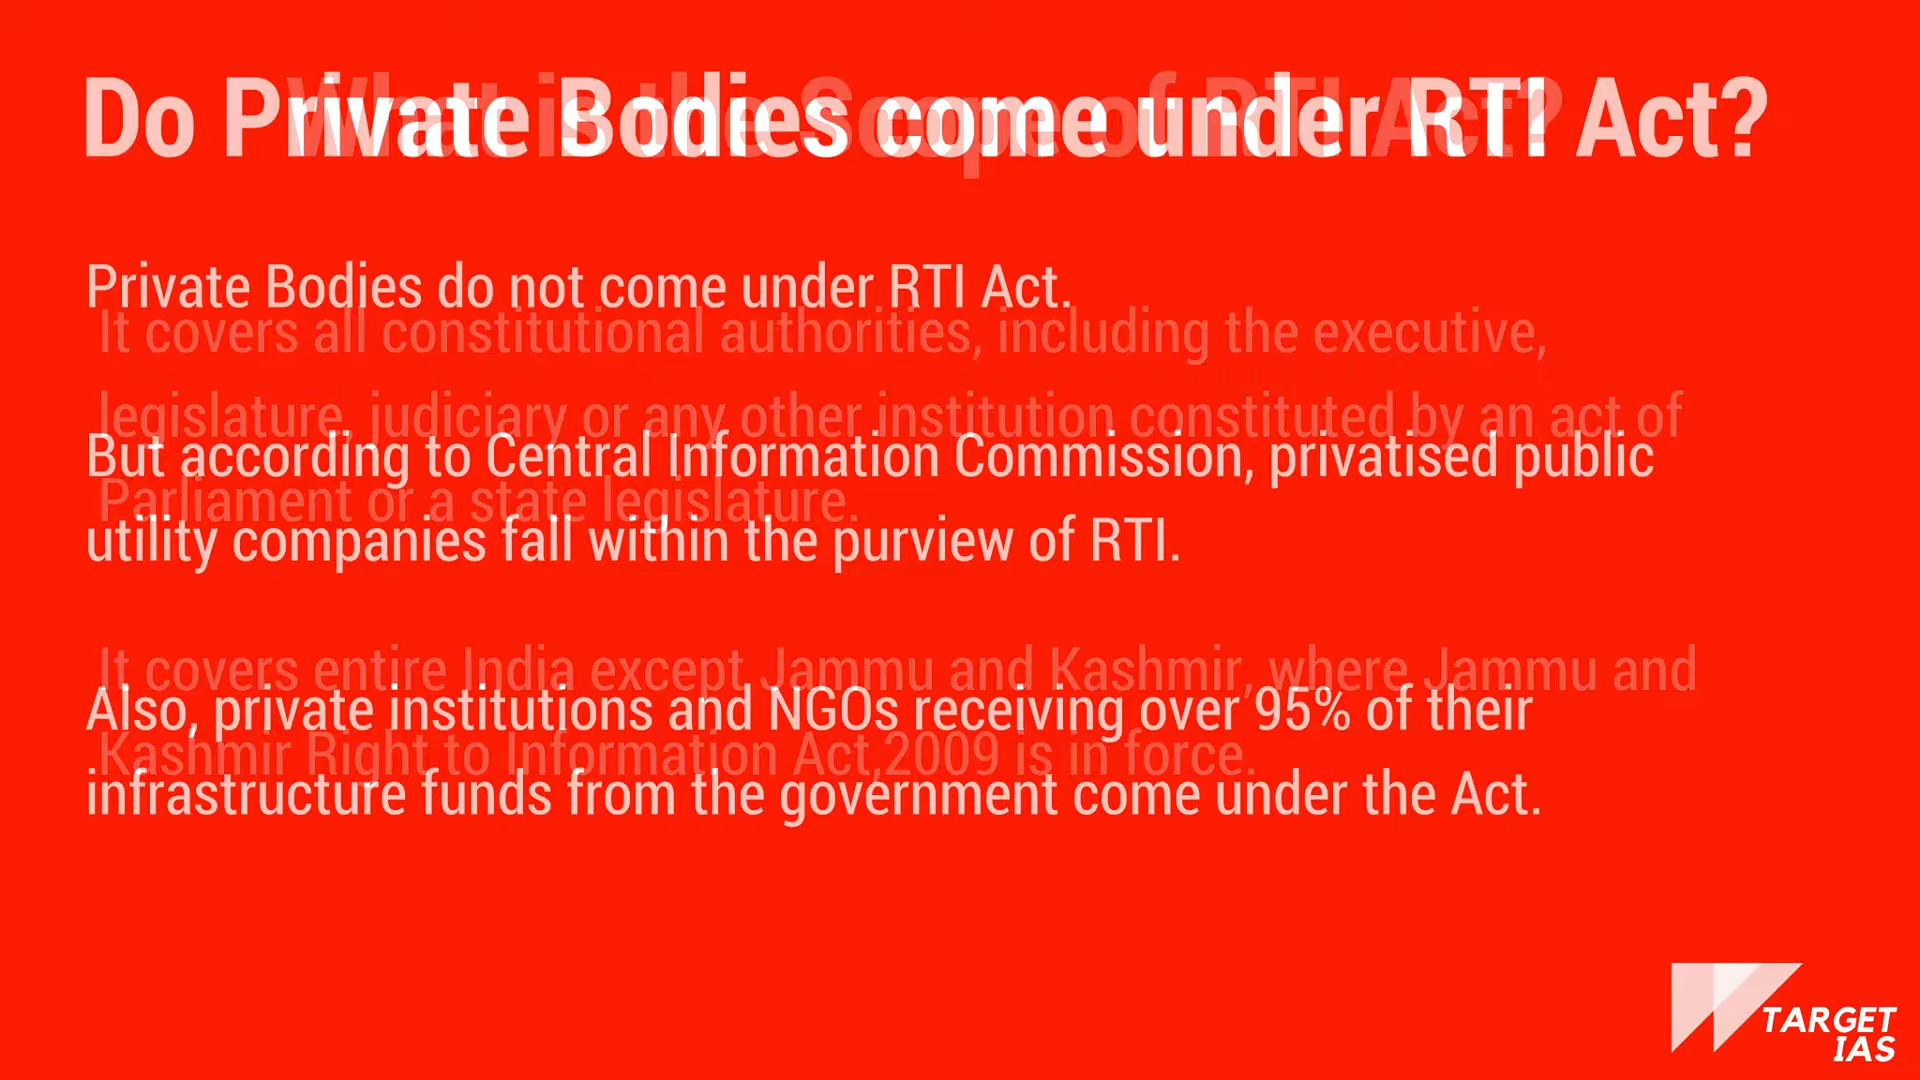 Do Private Bodies come under RTI Act?
What is the Scope of RTI Act?
Private Bodies do not come under RTI Act.
It covers all constitutional authorities, including the executive,
legislature, judiciary or any other institution constituted by an act of
But according to Central Information Commission, privatised public
Parliament or a state legislature.
utility companies fall within the purview of RTI.
It covers entire India except Jammu and Kashmir, where Jammu and
Also, private institutions and NGOs receiving over 95% of their
Kashmir Right to Information Act,2009 is in force.
infrastructure funds from the government come under the Act.
TARGET
IAS